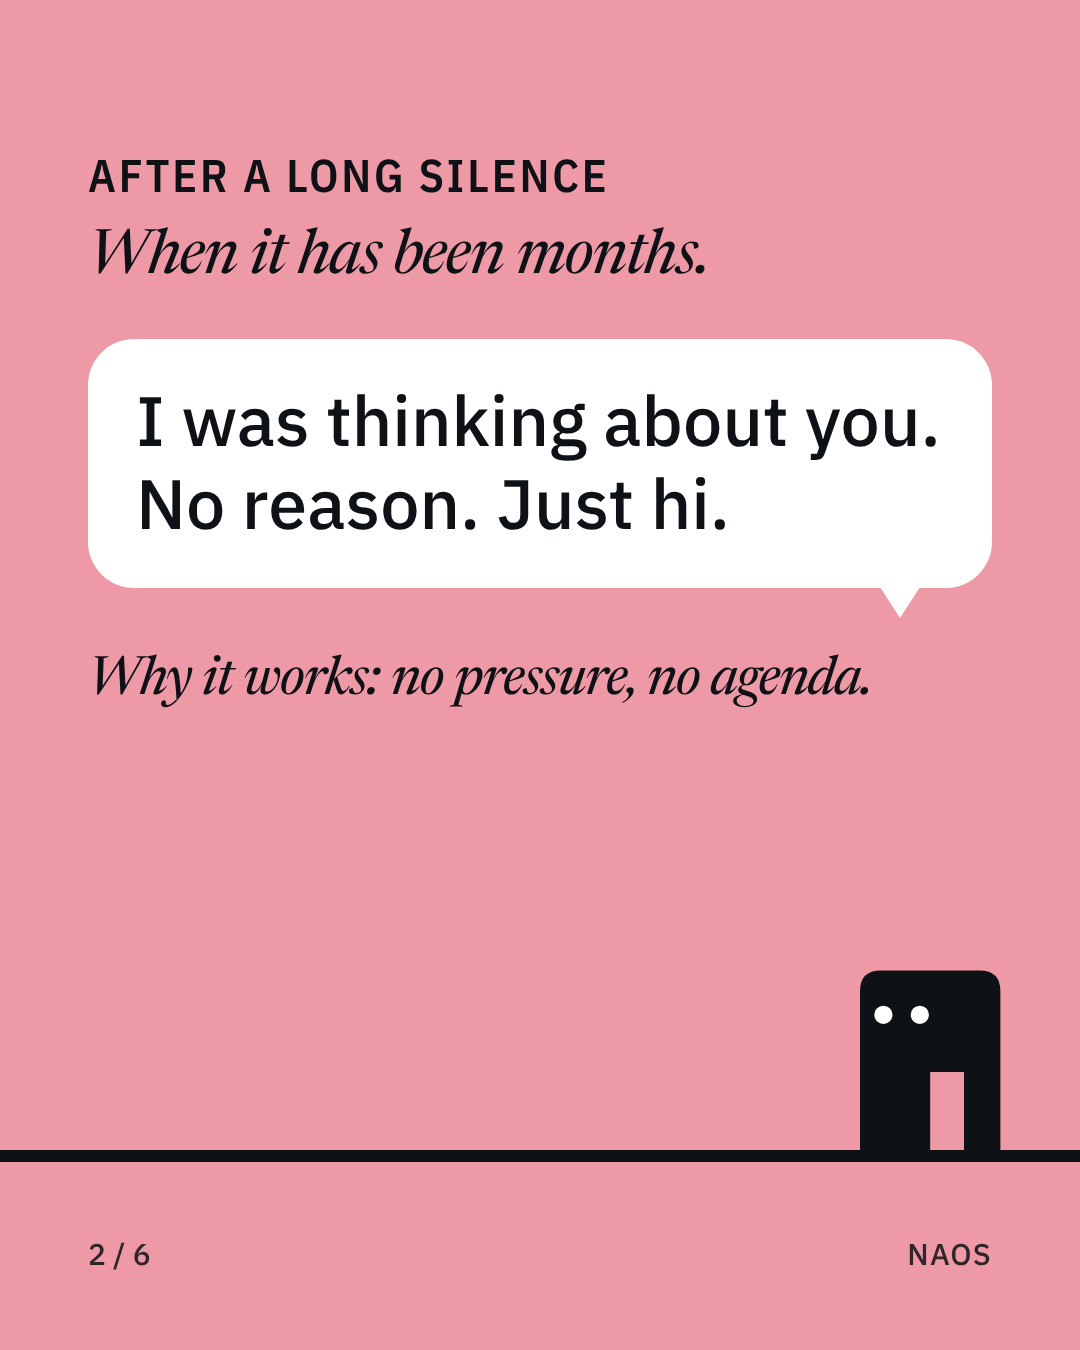 AFTER A LONG SILENCE
When it has been months.
I was thinking about you.
No reason. Just hi.
Why it works: no pressure, no agenda.
2 / 6
NAOS